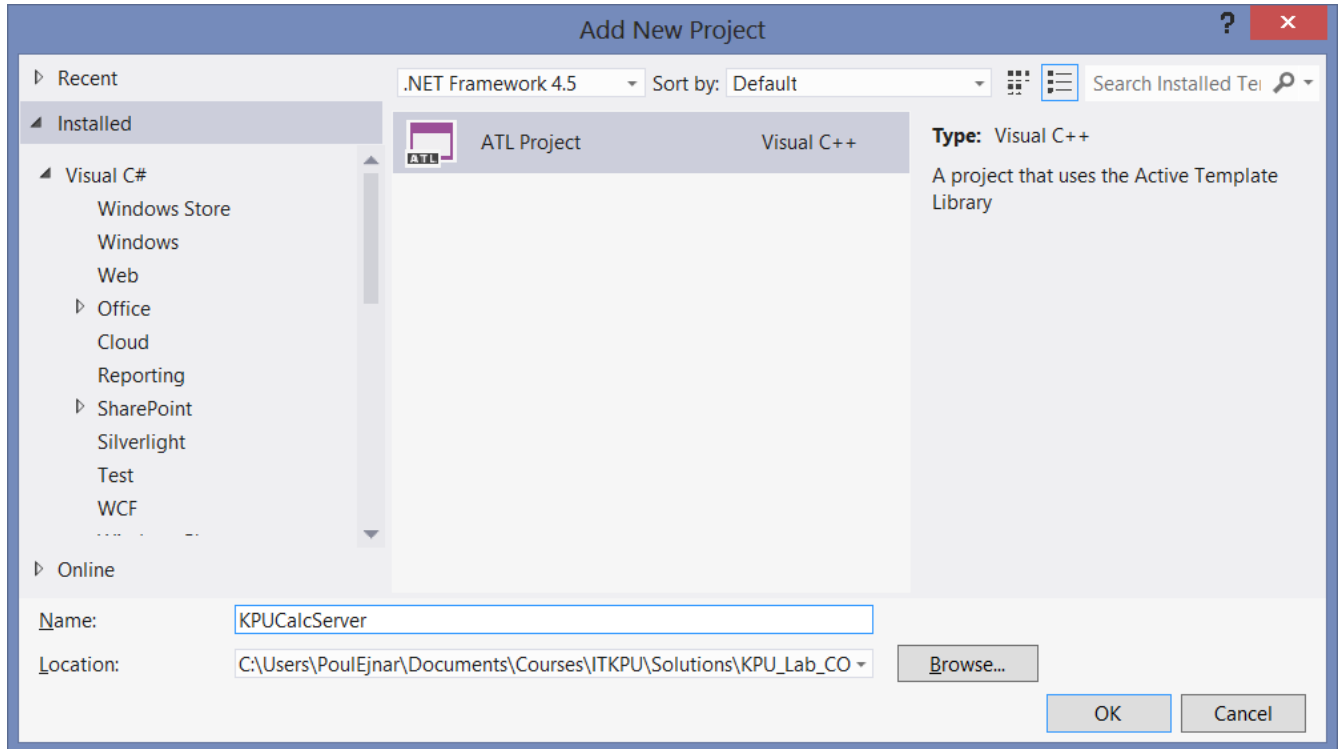 Add New Project
?
Recent
Installed
Visual C#
Windows Store
Windows
Web
Office
Cloud
Reporting
SharePoint
Silverlight
Test
WCF
Online
.NET Framework 4.5
Sort by: Default
Search Installed Te
ATL
ATL Project Visual C++
Type: Visual C++
A project that uses the Active Template
Library
Name: KPUCalcServer
Location: C:\Users\PoulEjnar\Documents\Courses\ITKPU\Solutions\KPU_Lab_CO
Browse...
OK Cancel